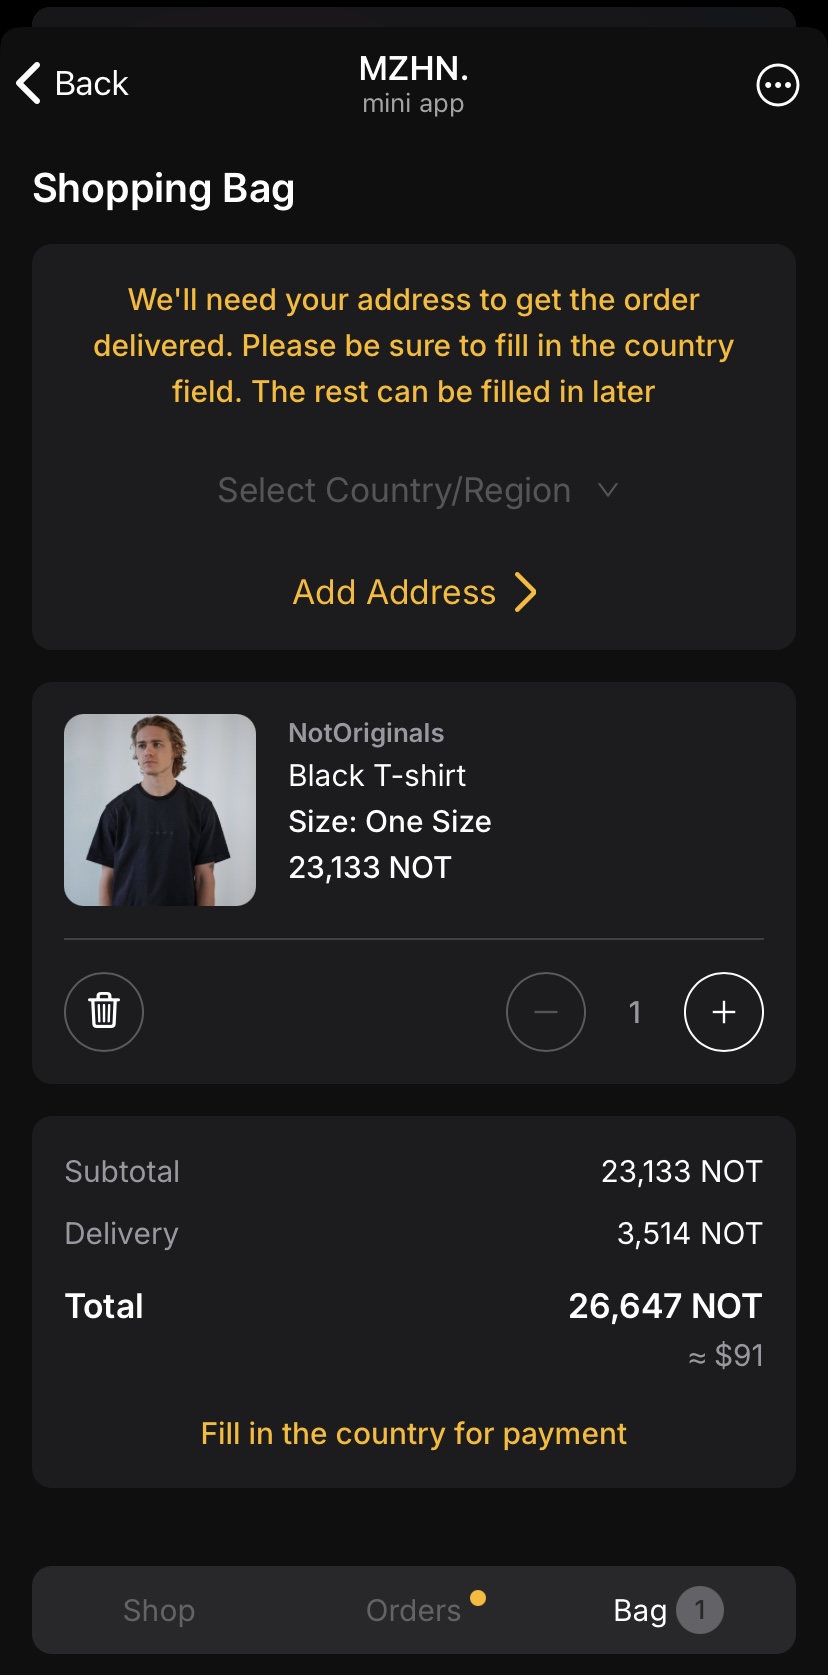 Back
MZHN.
mini app
Shopping Bag
We'll need your address to get the order
delivered. Please be sure to fill in the country
field. The rest can be filled in later
Select Country/Region
Add Address
NotOriginals
Black T-shirt
Size: One Size
23,133 NOT
1
Subtotal 23,133 NOT
Delivery 3,514 NOT
Total 26,647 NOT
≈ $91
Fill in the country for payment
Shop Orders Bag 1